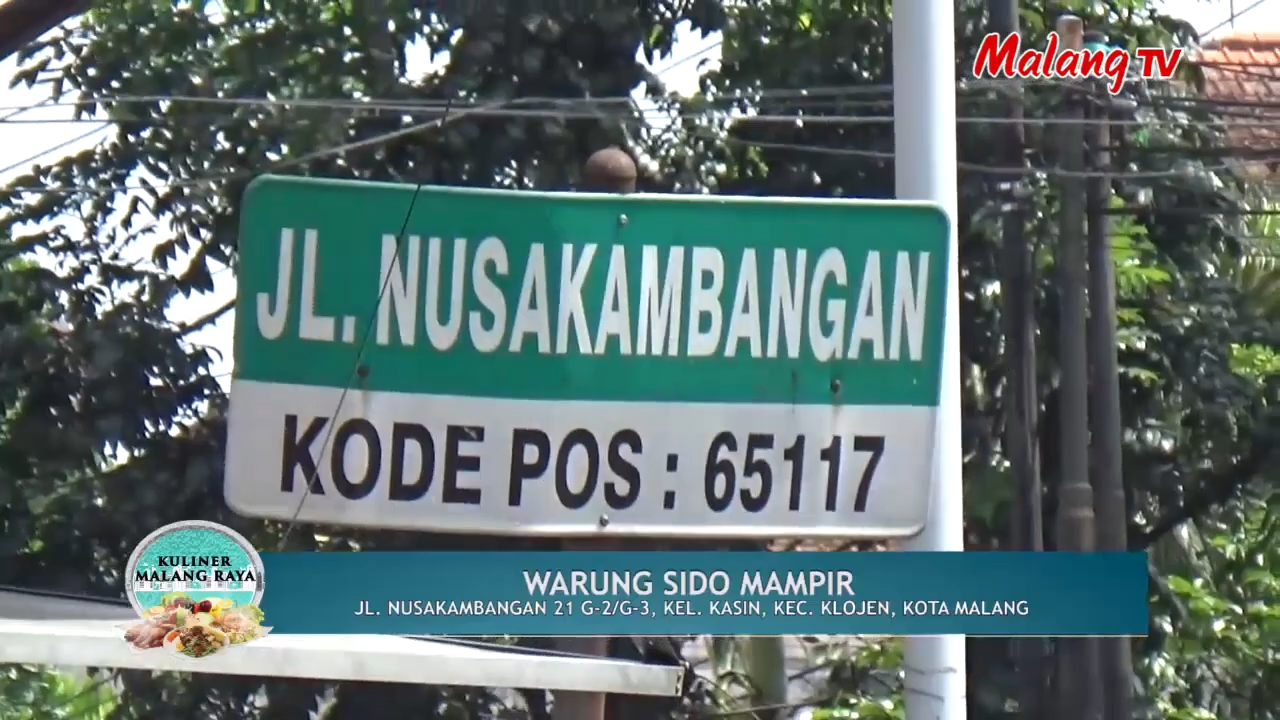 Malang TV
JL. NUSAKAMBANGAN
KODE POS : 65117
KULINER
MALANG RAYA
WARUNG SIDO MAMPIR
JL. NUSAKAMBANGAN 21 G-2/G-3, KEL. KASIN, KEC. KLOJEN, KOTA MALANG